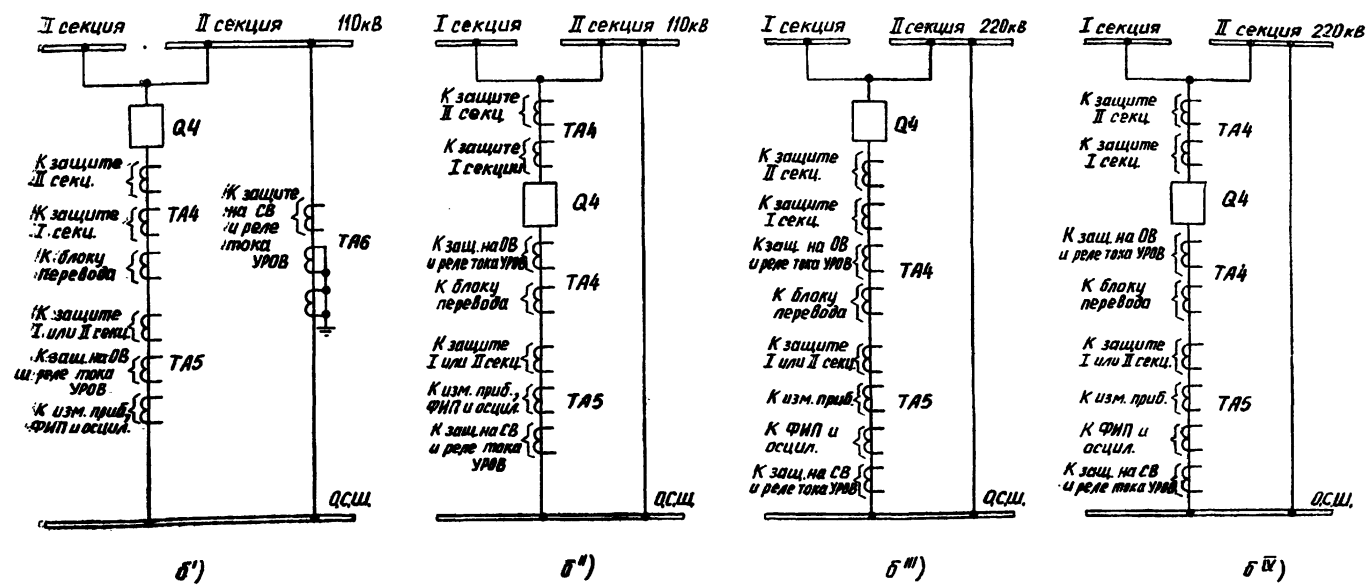 II секция II секция 110кВ
Q4
К защите
II секц.
К защите
I секц.
TA4
К блоку
перевода
К защите
I или II секц.
К защ. на ОВ
и реле тока
УРОВ
TA5
К изм. приб.,
ФИП и осцил.
К защите
на СВ
и реле
тока
УРОВ
TA6
О.С.Ш.
б')
I секция II секция 110кВ
К защите
II секц.
TA4
К защите
I секции
Q4
К защ. на ОВ
и реле тока УРОВ
TA4
К блоку
перевода
К защите
I или II секц.
К изм. приб.,
ФИП и осцил.
TA5
К защ. на СВ
и реле тока
УРОВ
О.С.Ш.
б")
I секция II секция 220кВ
Q4
К защите
II секц.
К защите
I секц.
К защ. на ОВ
и реле тока УРОВ
TA4
К блоку
перевода
К защите
I или II секц.
К изм. приб.
TA5
К ФИП и
осцил.
К защ. на СВ
и реле тока УРОВ
О.С.Ш.
б''')
I секция II секция 220кВ
К защите
II секц.
TA4
К защите
I секц.
Q4
К защ. на ОВ
и реле тока УРОВ
TA4
К блоку
перевода
К защите
I или II секц.
К изм. приб.
TA5
К ФИП и
осцил.
К защ. на СВ
и реле тока УРОВ
О.С.Ш.
б IV)